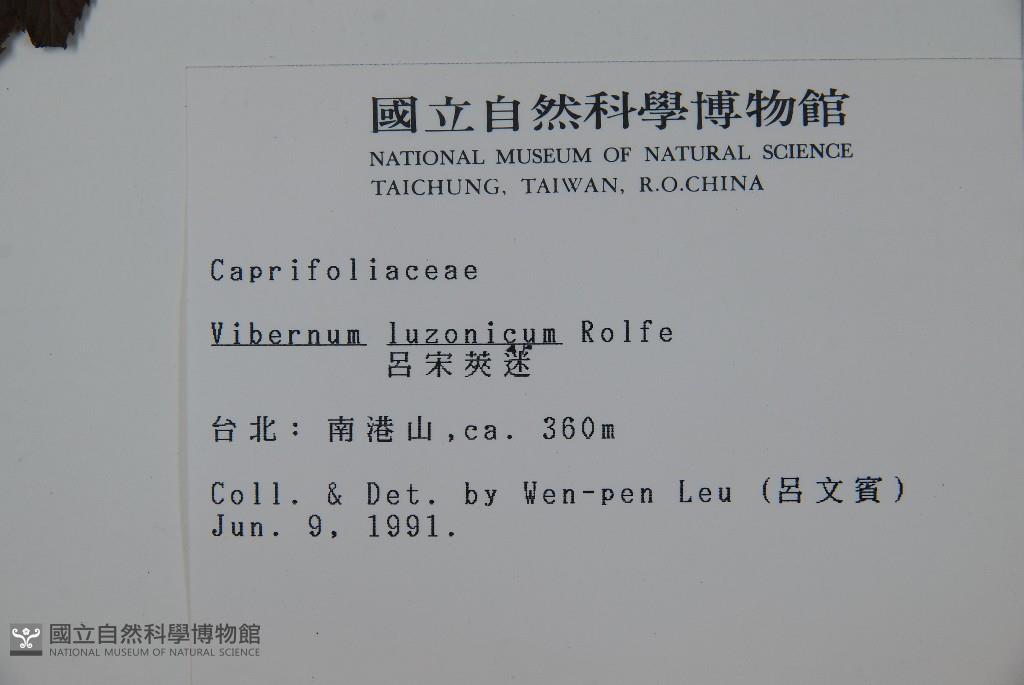 國立自然科學博物館
NATIONAL MUSEUM OF NATURAL SCIENCE
TAICHUNG, TAIWAN, R.O.CHINA
Caprifoliaceae
Vibernum luzonicum Rolfe
呂宋莢迷
台北: 南港山,ca. 360m
Coll. & Det. by Wen-pen Leu (呂文賓)
Jun. 9, 1991.
國立自然科學博物館
NATIONAL MUSEUM OF NATURAL SCIENCE